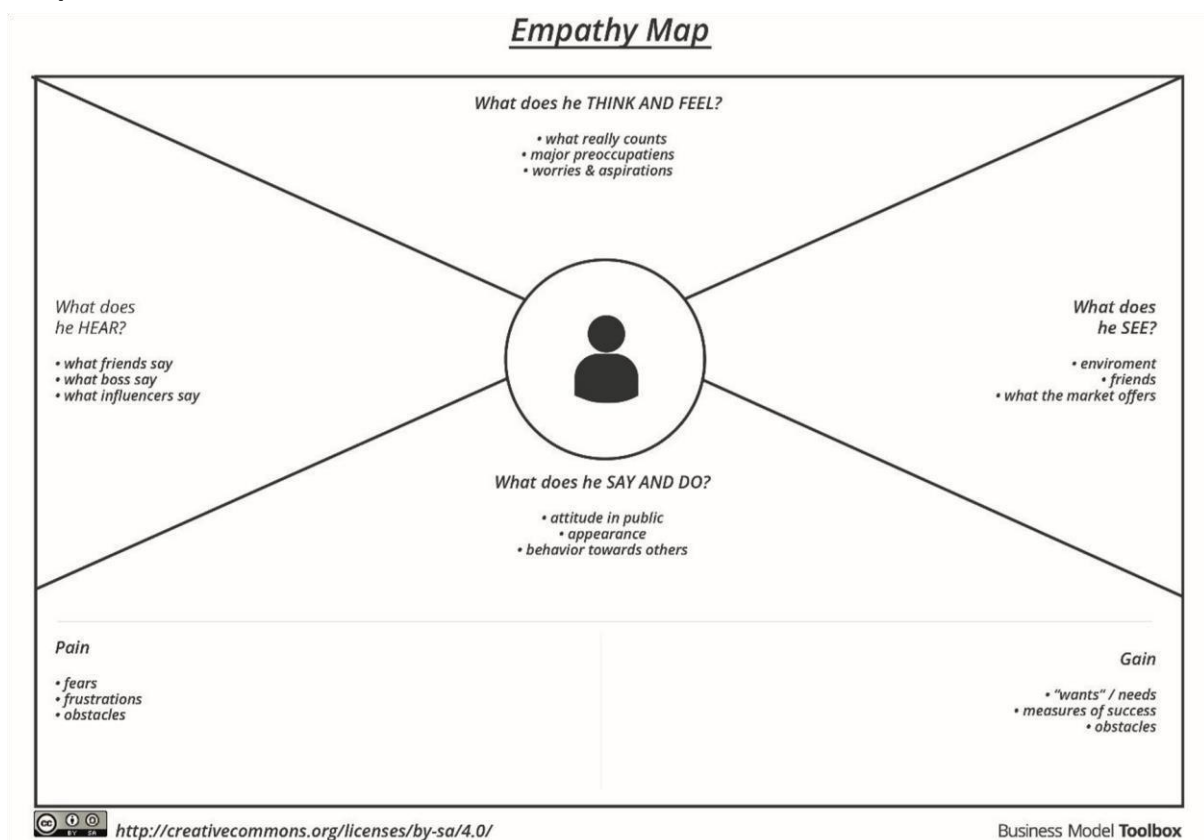 Empathy Map
What does he THINK AND FEEL?
• what really counts
• major preoccupatiens
• worries & aspirations
What does
he HEAR?
• what friends say
• what boss say
• what influencers say
What does
he SEE?
• enviroment
• friends
• what the market offers
What does he SAY AND DO?
• attitude in public
• appearance
• behavior towards others
Pain
• fears
• frustrations
• obstacles
Gain
• “wants” / needs
• measures of success
• obstacles
cc BY SA http://creativecommons.org/licenses/by-sa/4.0/
Business Model Toolbox